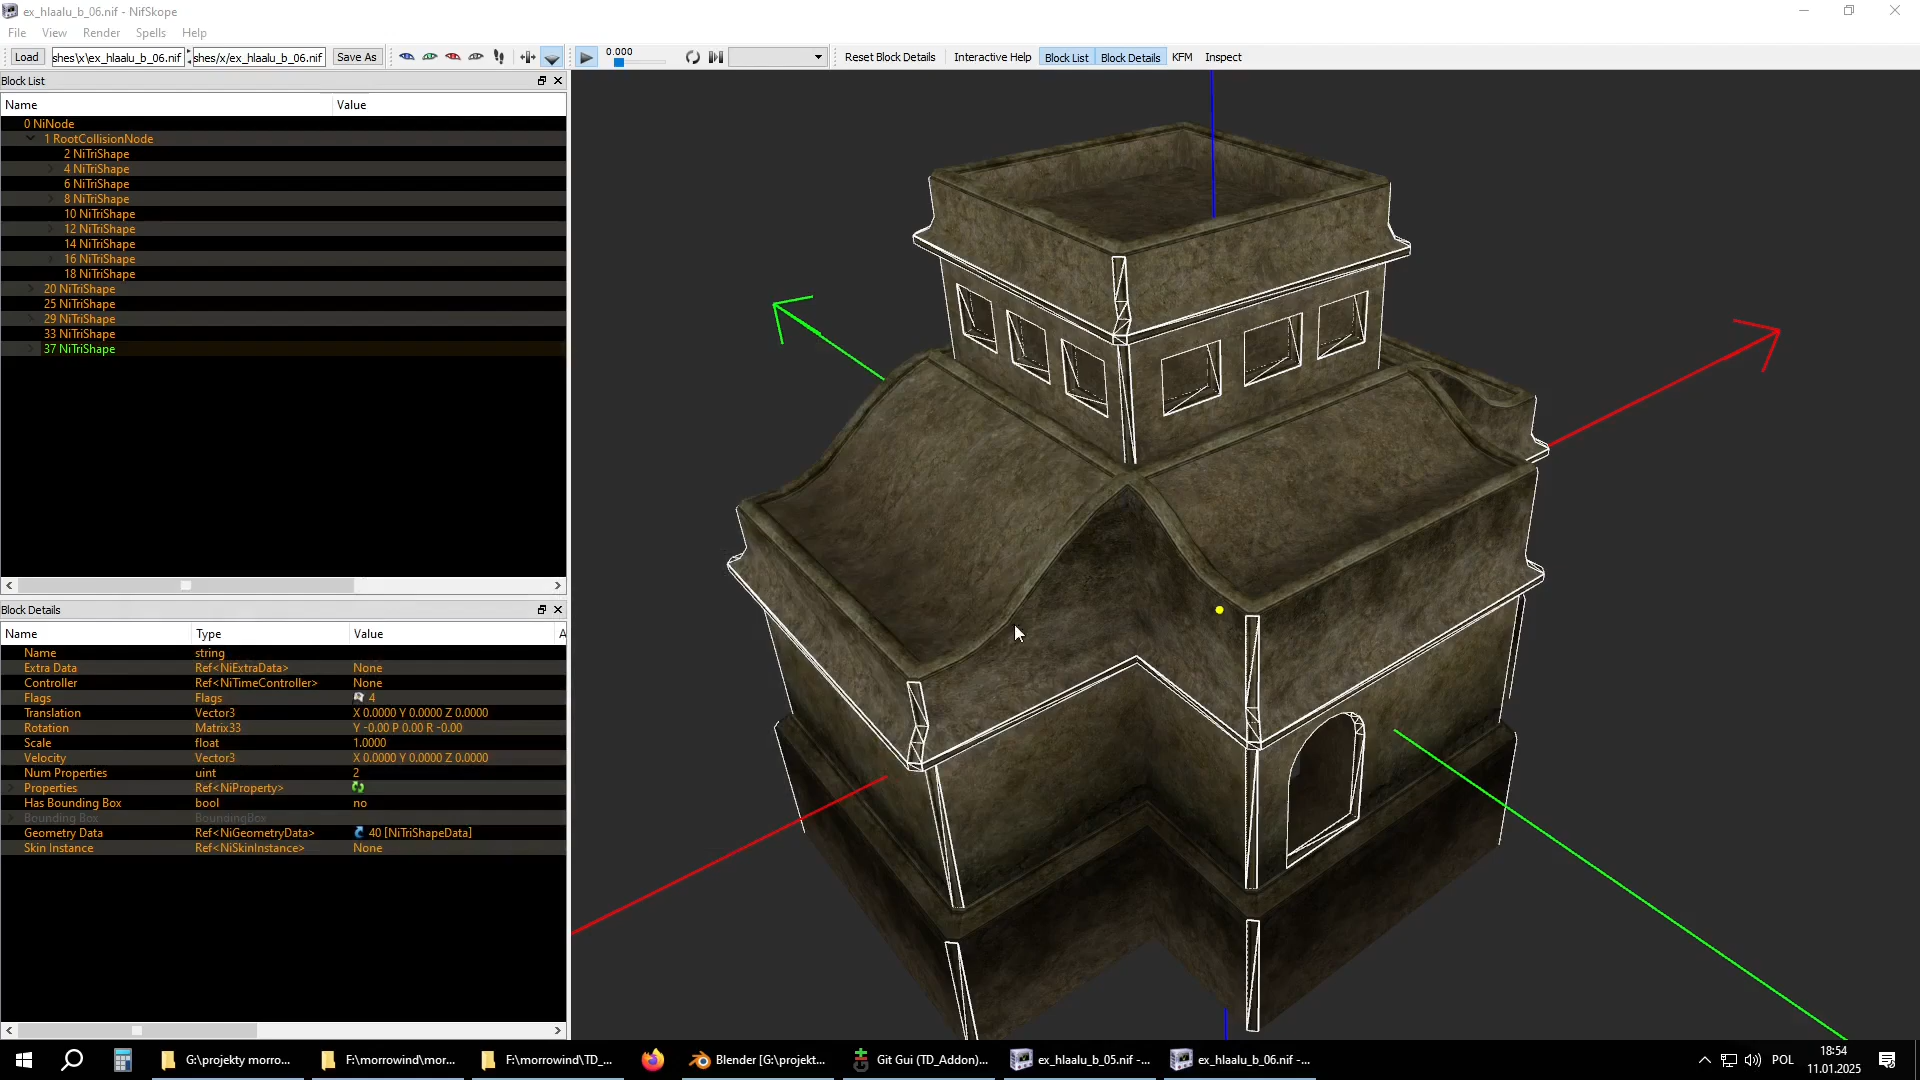 ex_hlaalu_b_06.nif - NifSkope
File View Render Spells Help
Load shes\x\ex_hlaalu_b_06.nif shes/x/ex_hlaalu_b_06.nif Save As 0.000 Reset Block Details Interactive Help Block List Block Details KFM Inspect
Block List
Name Value
0 NiNode
1 RootCollisionNode
2 NiTriShape
4 NiTriShape
6 NiTriShape
8 NiTriShape
10 NiTriShape
12 NiTriShape
14 NiTriShape
16 NiTriShape
18 NiTriShape
20 NiTriShape
25 NiTriShape
29 NiTriShape
33 NiTriShape
37 NiTriShape
Block Details
Name Type Value A
Name string
Extra Data Ref<NiExtraData> None
Controller Ref<NiTimeController> None
Flags Flags 4
Translation Vector3 X 0.0000 Y 0.0000 Z 0.0000
Rotation Matrix33 Y -0.00 P 0.00 R -0.00
Scale float 1.0000
Velocity Vector3 X 0.0000 Y 0.0000 Z 0.0000
Num Properties uint 2
Properties Ref<NiProperty>
Has Bounding Box bool no
Bounding Box BoundingBox
Geometry Data Ref<NiGeometryData> 40 [NiTriShapeData]
Skin Instance Ref<NiSkinInstance> None
G:\projekty morro... F:\morrowind\mor... F:\morrowind\TD_... Blender [G:\projekt... Git Gui (TD_Addon)... ex_hlaalu_b_05.nif -... ex_hlaalu_b_06.nif -... POL 18:54
11.01.2025